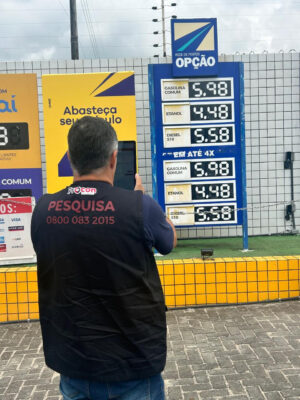 REDE DE POSTOS
OPÇÃO
GASOLINA COMUM 5.98
ETANOL 4.48
DIESEL S10 5.58
EM ATÉ 4X
GASOLINA COMUM 5.98
ETANOL 4.48
DIESEL S10 5.58
Abasteça
seu
COMUM
PESQUISA
0800 083 2015